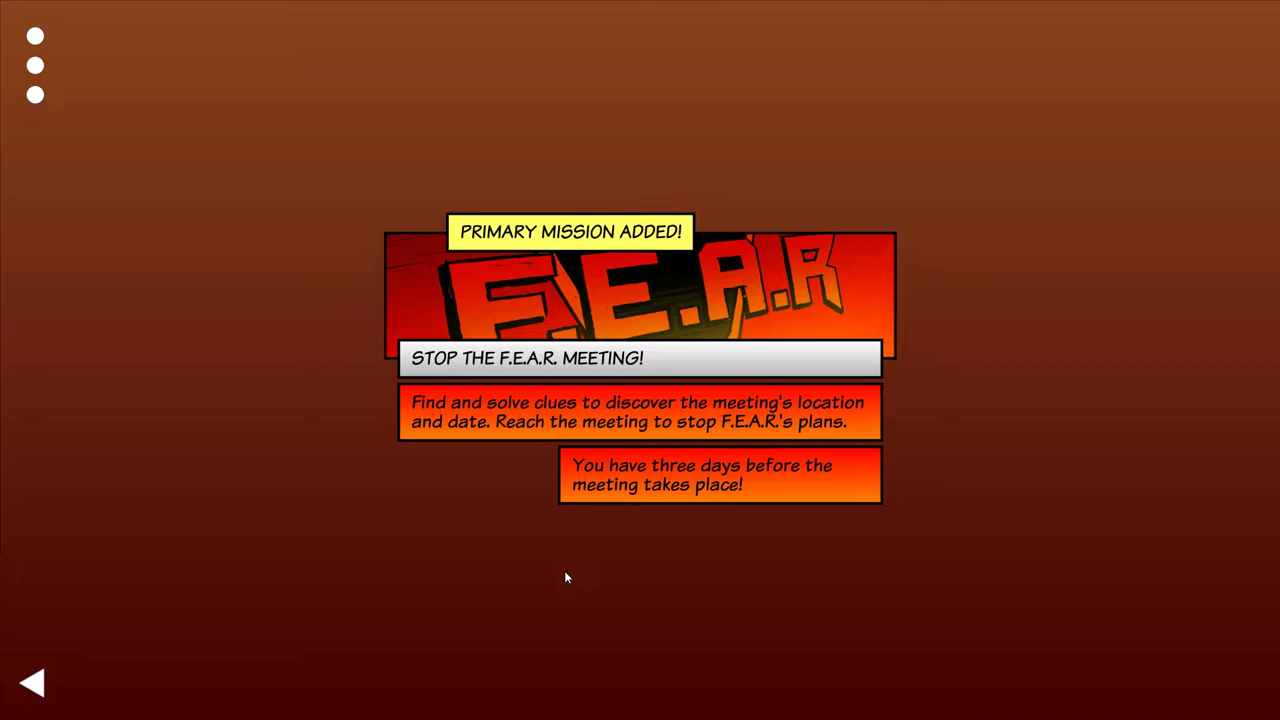 PRIMARY MISSION ADDED!
F.E.A.R
STOP THE F.E.A.R. MEETING!
Find and solve clues to discover the meeting's location
and date. Reach the meeting to stop F.E.A.R.'s plans.
You have three days before the
meeting takes place!